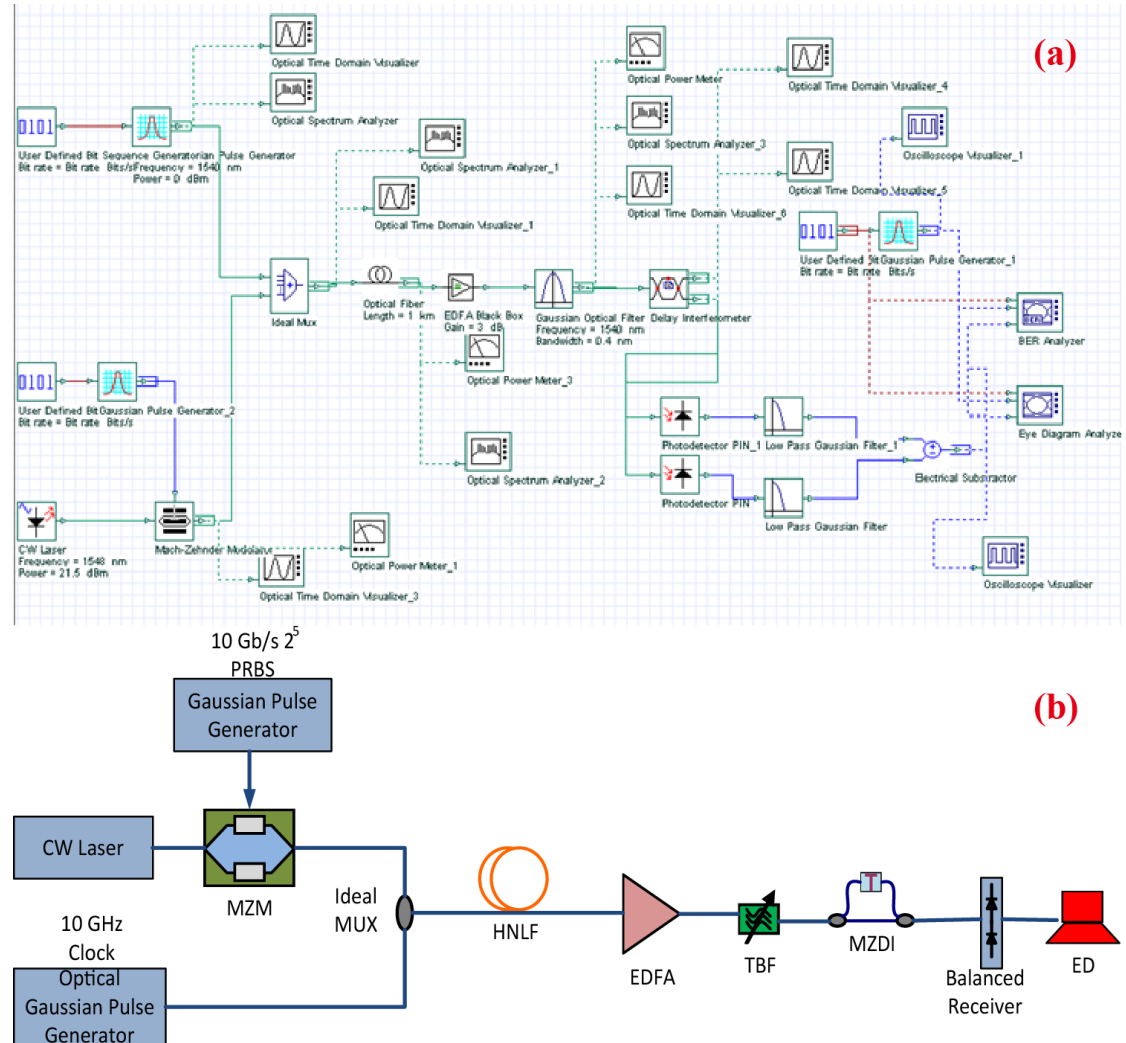 (a)
Optical Time Domain Visualizer
Optical Spectrum Analyzer
0101
User Defined Bit Sequence Generatorian Pulse Generator
Bit rate = Bit rate Bits/sFrequency = 1540 nm
Power = 0 dBm
Optical Spectrum Analyzer_1
Optical Time Domain Visualizer_1
Optical Power Meter
Optical Spectrum Analyzer_3
Optical Time Domain Visualizer_6
Optical Time Domain Visualizer_4
Optical Time Domain Visualizer_5
Oscilloscope Visualizer_1
0101
User Defined BitGaussian Pulse Generator_1
Bit rate = Bit rate Bits/s
Ideal Mux
Optical Fiber
Length = 1 km
EDFA Black Box
Gain = 3 dB
Gaussian Optical Filter
Frequency = 1540 nm
Bandwidth = 0.4 nm
Delay Interferometer
BER
BER Analyzer
Eye Diagram Analyze
Optical Power Meter_3
Optical Spectrum Analyzer_2
0101
User Defined BitGaussian Pulse Generator_2
Bit rate = Bit rate Bits/s
Photodetector PIN_1
Low Pass Gaussian Filter_1
Photodetector PIN
Low Pass Gaussian Filter
Electrical Substractor
Oscilloscope Visualizer
CW Laser
Frequency = 1548 nm
Power = 21.5 dBm
Mach-Zehnder Modulator
Optical Power Meter_1
Optical Time Domain Visualizer_3
(b)
10 Gb/s 2^5
PRBS
Gaussian Pulse
Generator
CW Laser
MZM
Ideal
MUX
10 GHz
Clock
Optical
Gaussian Pulse
Generator
HNLF
EDFA
TBF
T
MZDI
Balanced
Receiver
ED